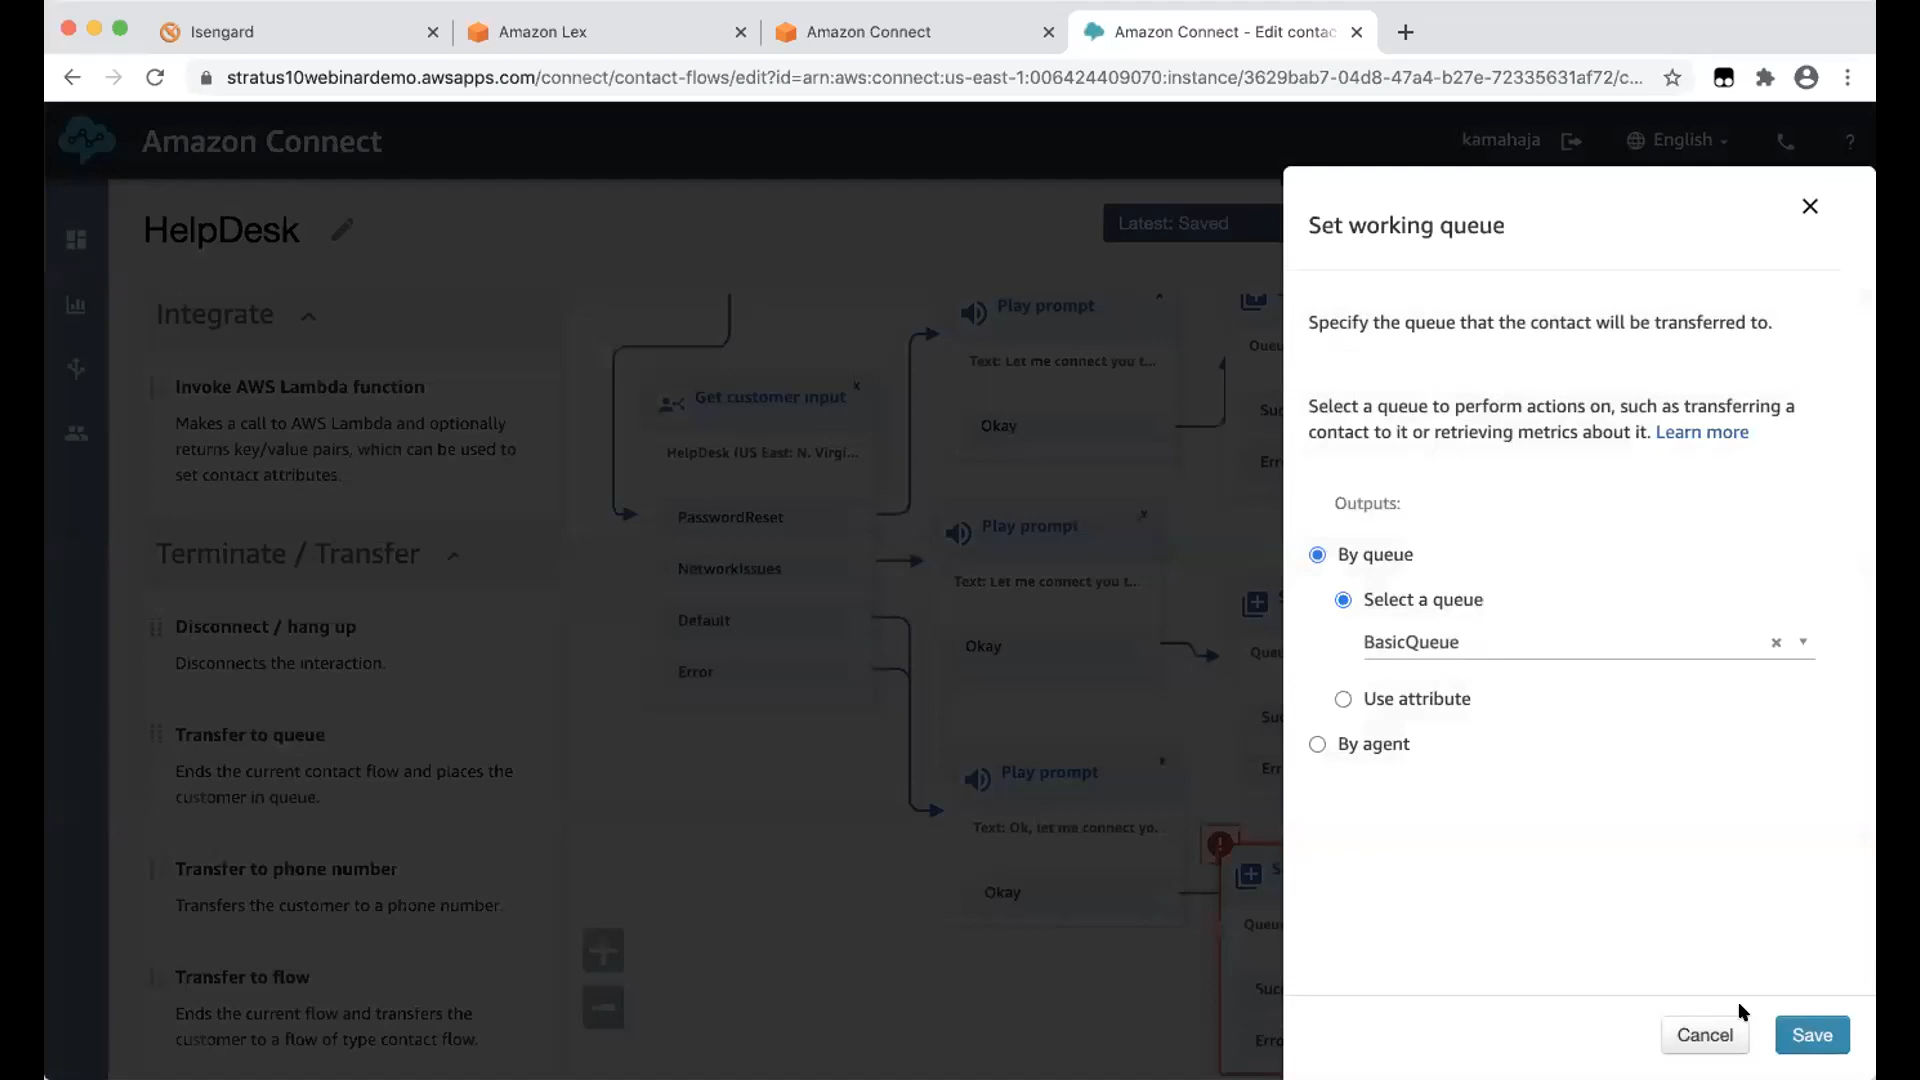 Isengard
Amazon Lex
Amazon Connect
Amazon Connect - Edit contac
stratus10webinardemo.awsapps.com/connect/contact-flows/edit?id=arn:aws:connect:us-east-1:006424409070:instance/3629bab7-04d8-47a4-b27e-72335631af72/c...
Amazon Connect
kamahaja
English
?
HelpDesk
Latest: Saved
Integrate
Invoke AWS Lambda function
Makes a call to AWS Lambda and optionally
returns key/value pairs, which can be used to
set contact attributes.
Terminate / Transfer
Disconnect / hang up
Disconnects the interaction.
Transfer to queue
Ends the current contact flow and places the
customer in queue.
Transfer to phone number
Transfers the customer to a phone number.
Transfer to flow
Ends the current flow and transfers the
customer to a flow of type contact flow.
Get customer input
HelpDesk (US East: N. Virgi...
PasswordReset
NetworkIssues
Default
Error
Play prompt
Text: Let me connect you t...
Okay
Play prompt
Text: Let me connect you t...
Okay
Play prompt
Text: Ok, let me connect yo...
Okay
Queu
Suc
Erro
S
Queu
Suc
Err
S
Queu
Succ
Erro
Set working queue
Specify the queue that the contact will be transferred to.
Select a queue to perform actions on, such as transferring a
contact to it or retrieving metrics about it. Learn more
Outputs:
By queue
Select a queue
BasicQueue
Use attribute
By agent
Cancel
Save